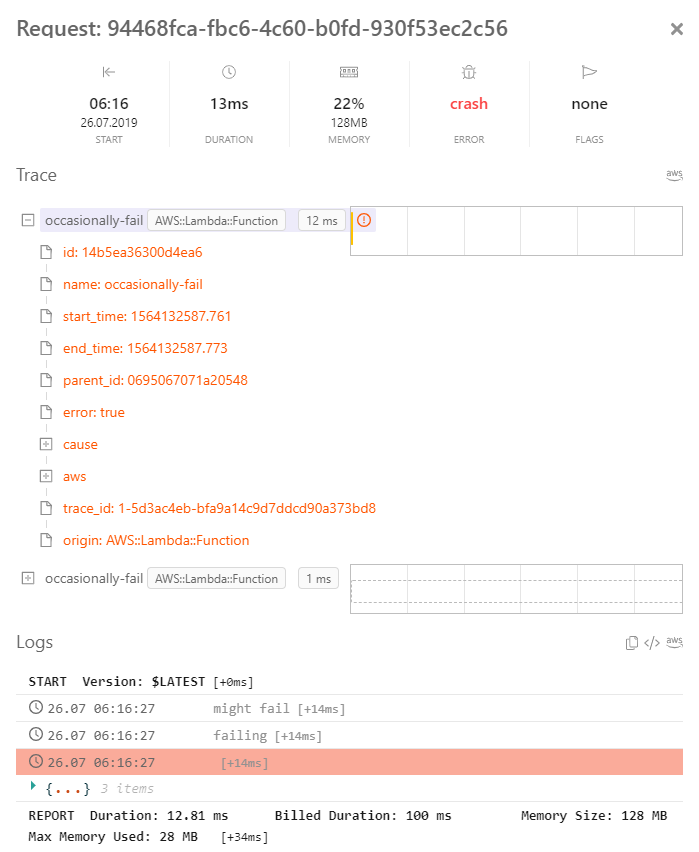 Request: 94468fca-fbc6-4c60-b0fd-930f53ec2c56
06:16
26.07.2019
START
13ms
DURATION
22%
128MB
MEMORY
crash
ERROR
none
FLAGS
Trace
aws
occasionally-fail AWS::Lambda::Function 12 ms
id: 14b5ea36300d4ea6
name: occasionally-fail
start_time: 1564132587.761
end_time: 1564132587.773
parent_id: 0695067071a20548
error: true
cause
aws
trace_id: 1-5d3ac4eb-bfa9a14c9d7ddcd90a373bd8
origin: AWS::Lambda::Function
occasionally-fail AWS::Lambda::Function 1 ms
Logs
</> aws
START Version: $LATEST [+0ms]
26.07 06:16:27 might fail [+14ms]
26.07 06:16:27 failing [+14ms]
26.07 06:16:27 [+14ms]
{...} 3 items
REPORT Duration: 12.81 ms Billed Duration: 100 ms Memory Size: 128 MB
Max Memory Used: 28 MB [+34ms]